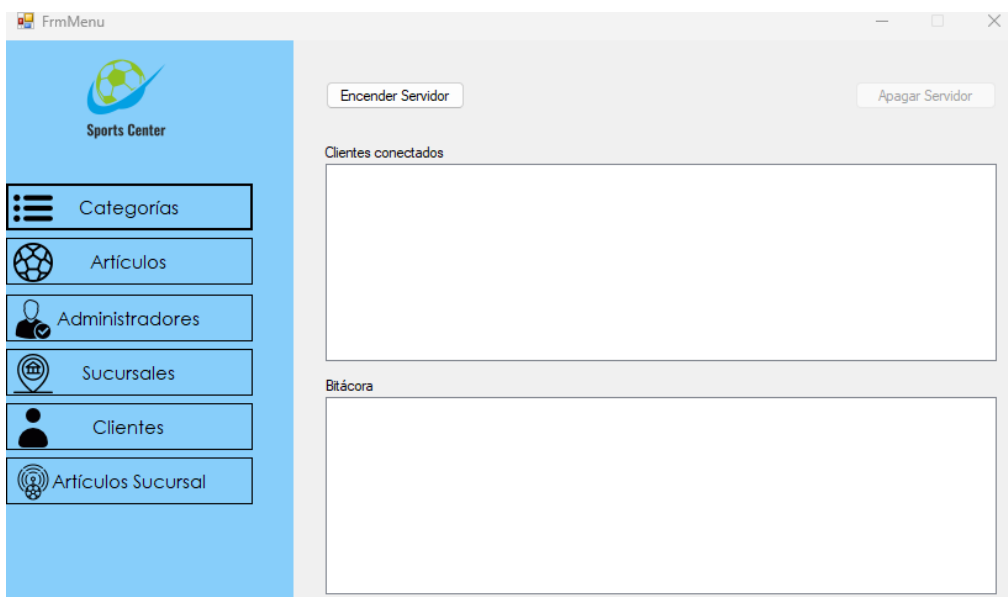 FrmMenu
Sports Center
Encender Servidor
Apagar Servidor
Clientes conectados
Categorías
Artículos
Administradores
Sucursales
Clientes
Artículos Sucursal
Bitácora